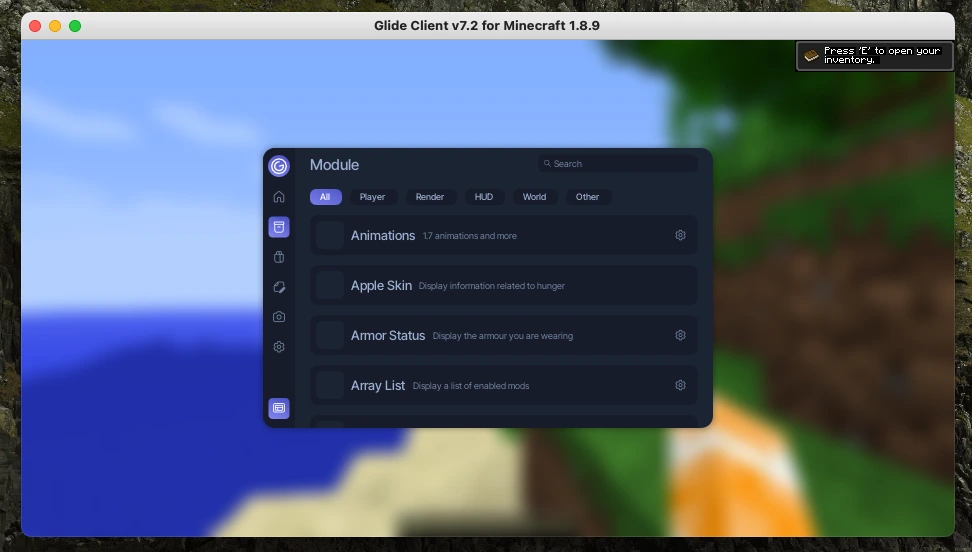 Glide Client v7.2 for Minecraft 1.8.9
Press 'E' to open your
inventory.
Module
Search
All Player Render HUD World Other
Animations 1.7 animations and more
Apple Skin Display information related to hunger
Armor Status Display the armour you are wearing
Array List Display a list of enabled mods